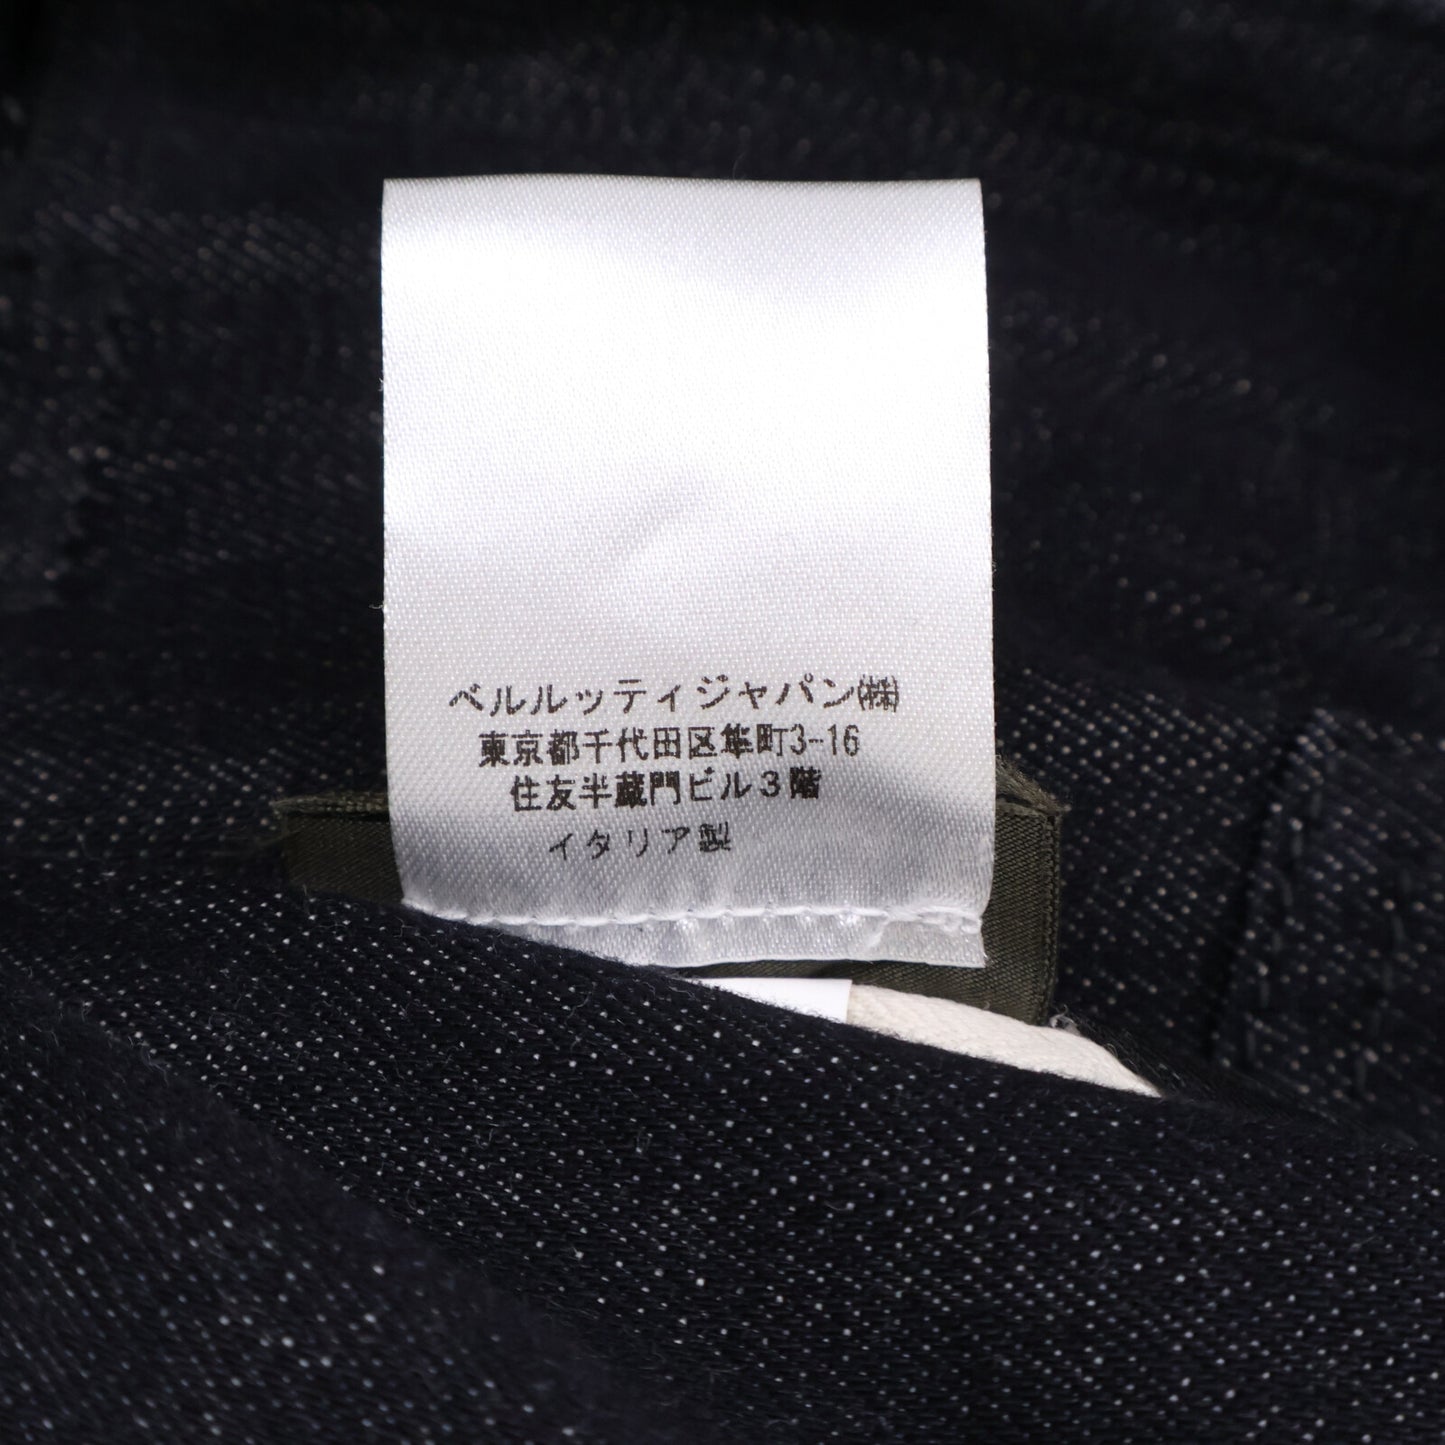 ベルルッティジャパン㈱
東京都千代田区隼町3-16
住友半蔵門ビル３階
イタリア製